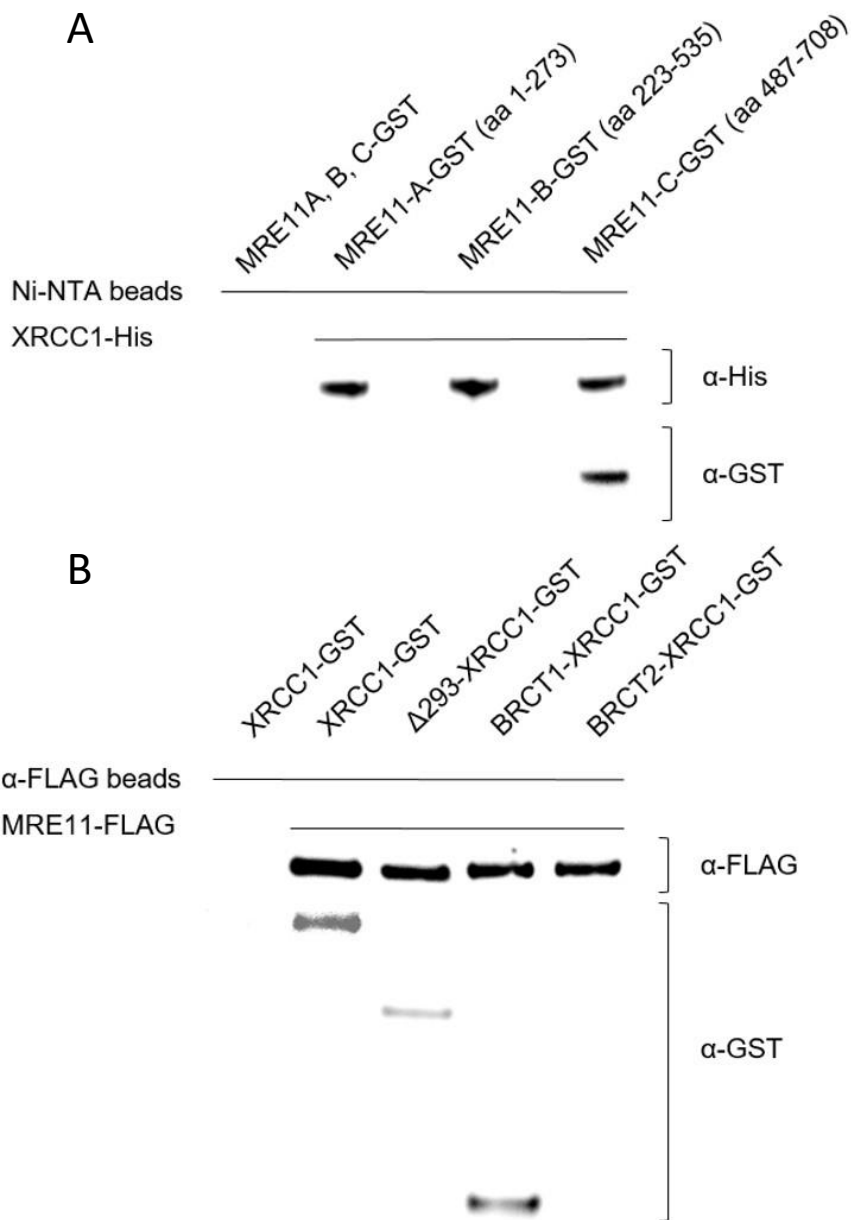 A
MRE11A, B, C-GST
MRE11-A-GST (aa 1-273)
MRE11-B-GST (aa 223-535)
MRE11-C-GST (aa 487-708)
Ni-NTA beads
XRCC1-His
α-His
α-GST
B
XRCC1-GST
XRCC1-GST
Δ293-XRCC1-GST
BRCT1-XRCC1-GST
BRCT2-XRCC1-GST
α-FLAG beads
MRE11-FLAG
α-FLAG
α-GST